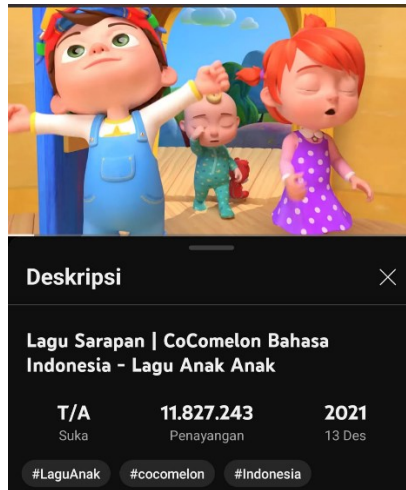 Deskripsi
Lagu Sarapan | CoComelon Bahasa
Indonesia - Lagu Anak Anak
T/A 11.827.243 2021
Suka Penayangan 13 Des
#LaguAnak #cocomelon #Indonesia